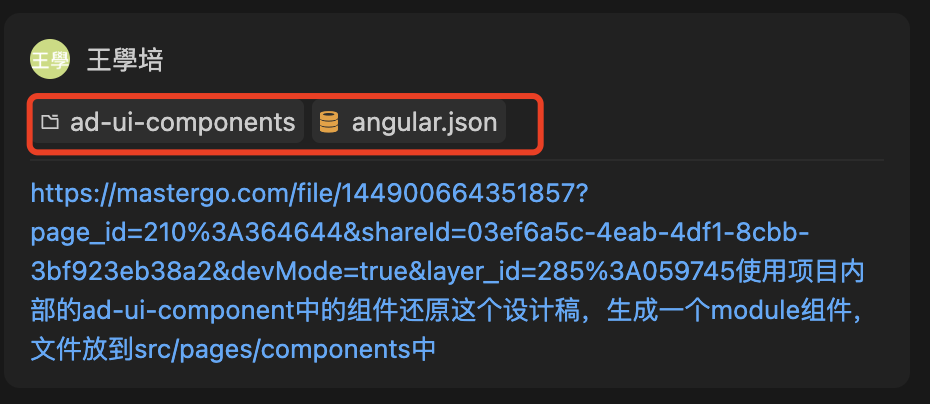 王學 王學培
ad-ui-components angular.json
https://mastergo.com/file/144900664351857?
page_id=210%3A364644&shareId=03ef6a5c-4eab-4df1-8cbb-
3bf923eb38a2&devMode=true&layer_id=285%3A059745使用项目内
部的ad-ui-component中的组件还原这个设计稿，生成一个module组件，
文件放到src/pages/components中